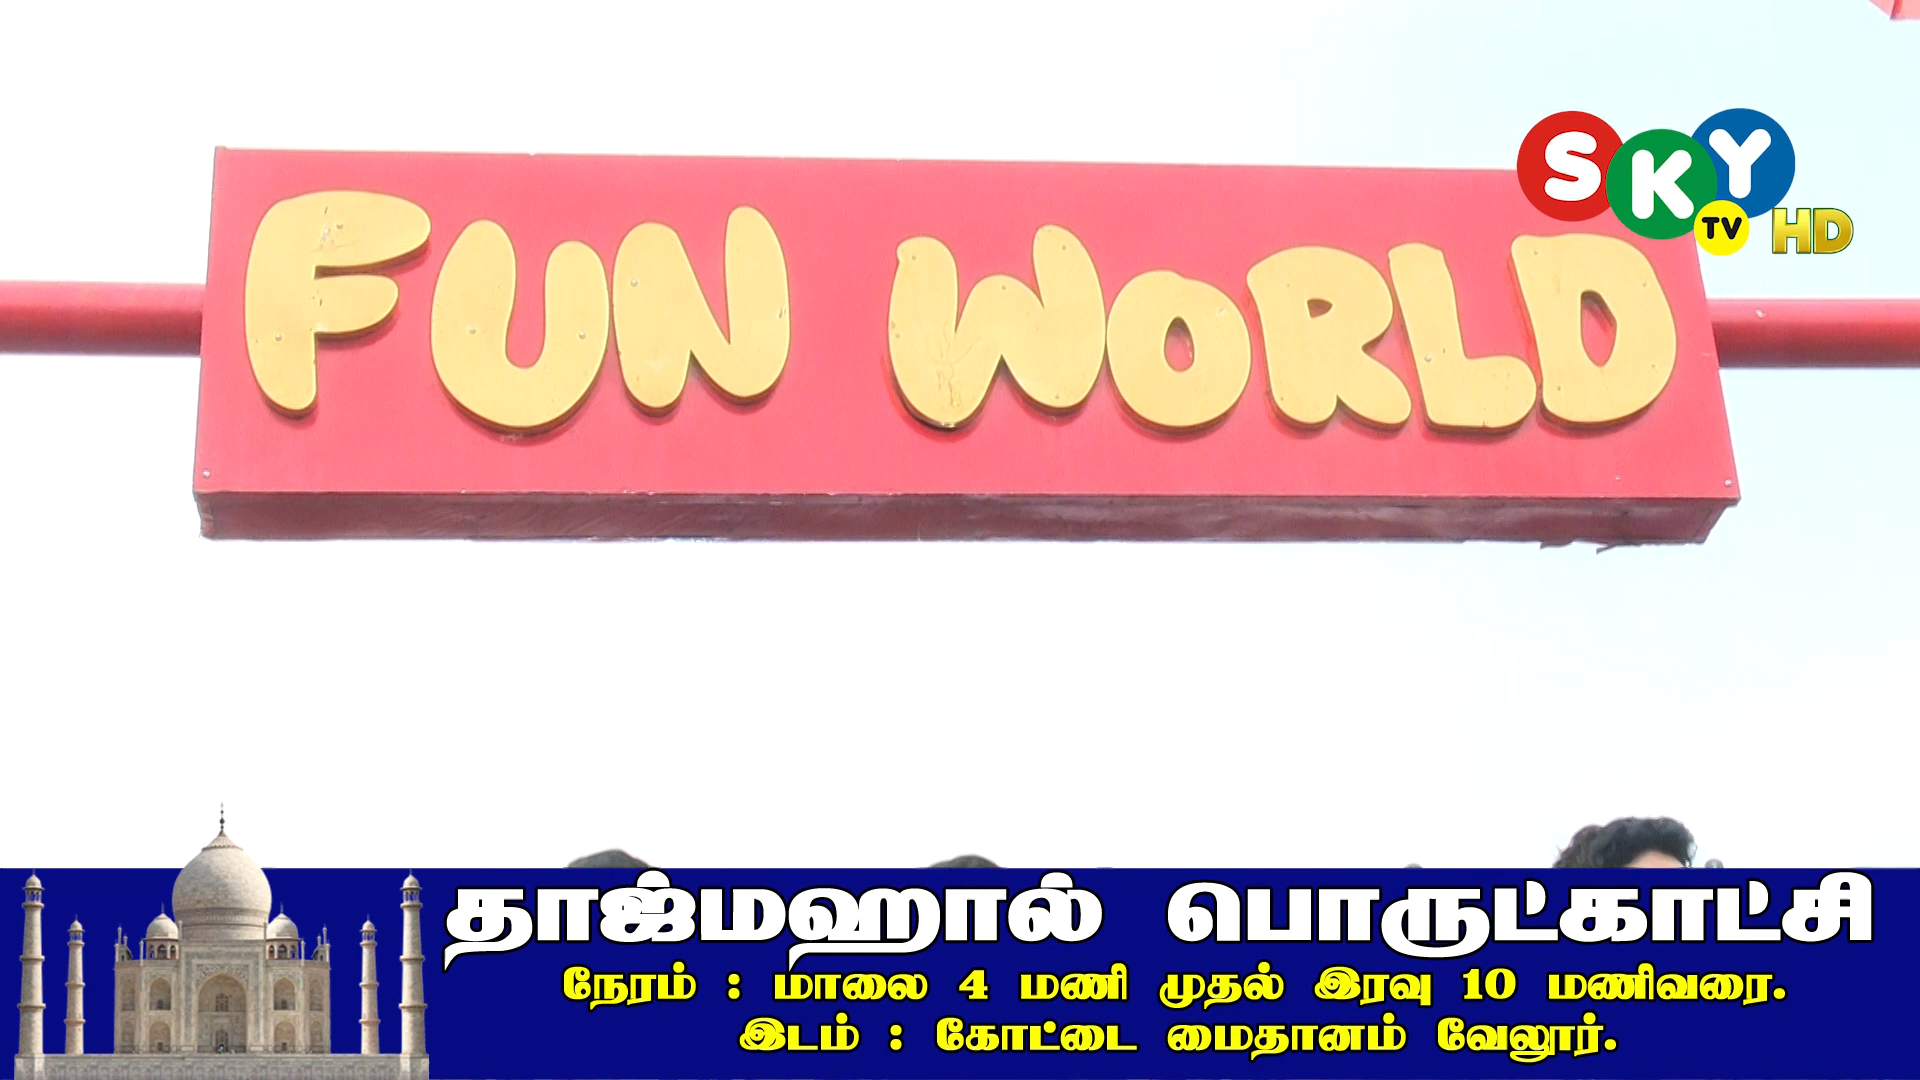 SKY
TV HD
FUN WORLD
தாஜ்மஹால் பொருட்காட்சி
நேரம் : மாலை 4 மணி முதல் இரவு 10 மணிவரை.
இடம் : கோட்டை மைதானம் வேலூர்.